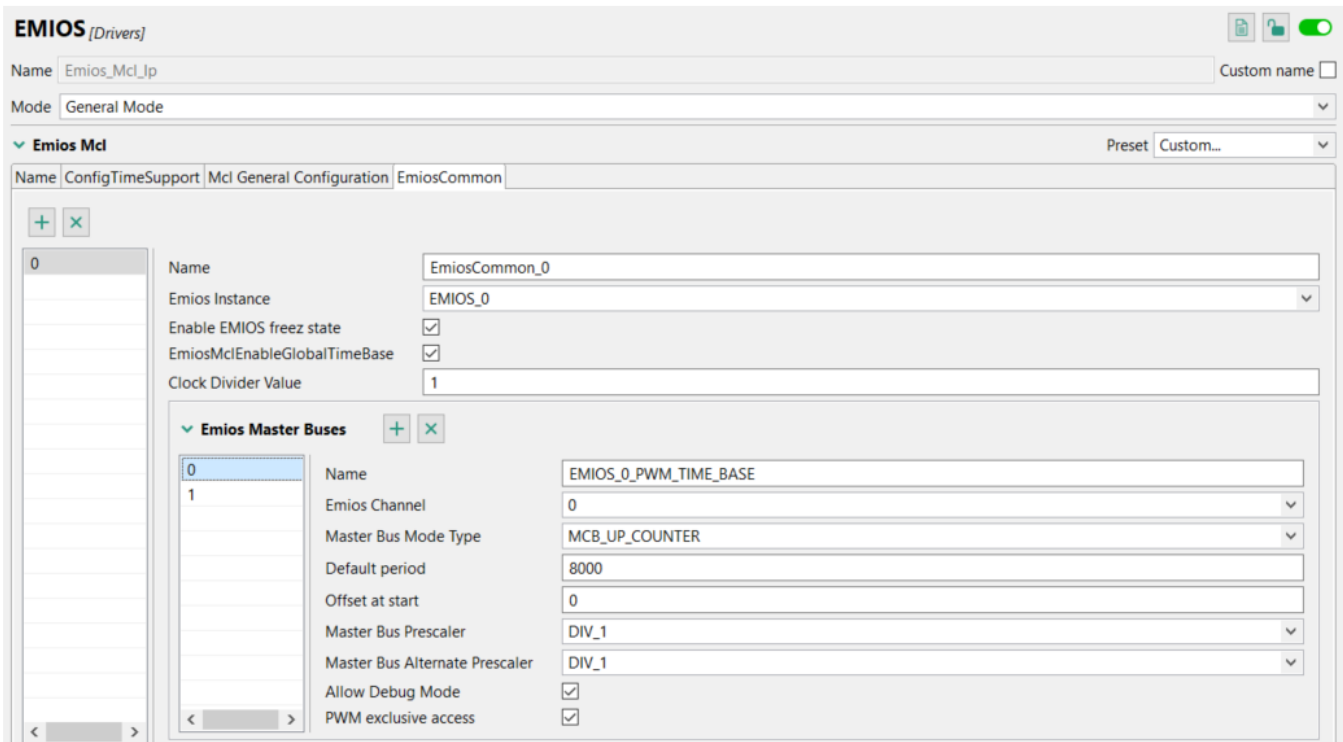 EMIOS [Drivers]
Name Emios_Mcl_Ip Custom name
Mode General Mode
Emios Mcl Preset Custom...
Name ConfigTimeSupport Mcl General Configuration EmiosCommon
0
Name EmiosCommon_0
Emios Instance EMIOS_0
Enable EMIOS freez state
EmiosMclEnableGlobalTimeBase
Clock Divider Value 1
Emios Master Buses
0
1
Name EMIOS_0_PWM_TIME_BASE
Emios Channel 0
Master Bus Mode Type MCB_UP_COUNTER
Default period 8000
Offset at start 0
Master Bus Prescaler DIV_1
Master Bus Alternate Prescaler DIV_1
Allow Debug Mode
PWM exclusive access